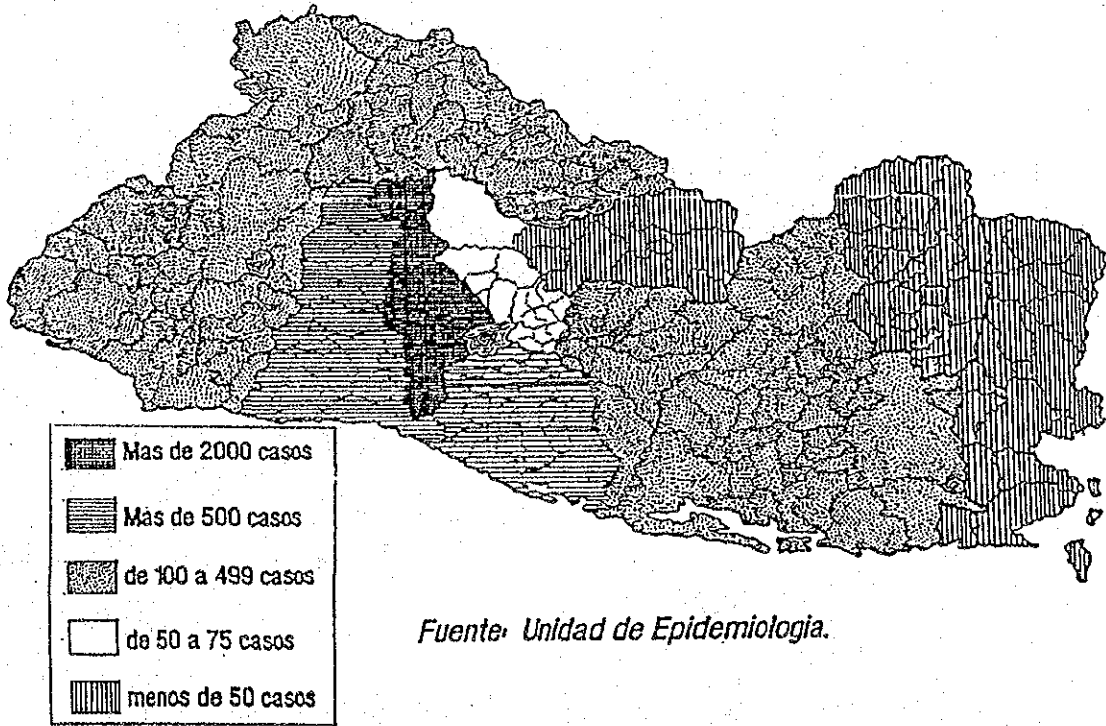 Mas de 2000 casos
Más de 500 casos
de 100 a 499 casos
de 50 a 75 casos
menos de 50 casos
Fuente: Unidad de Epidemiologia.